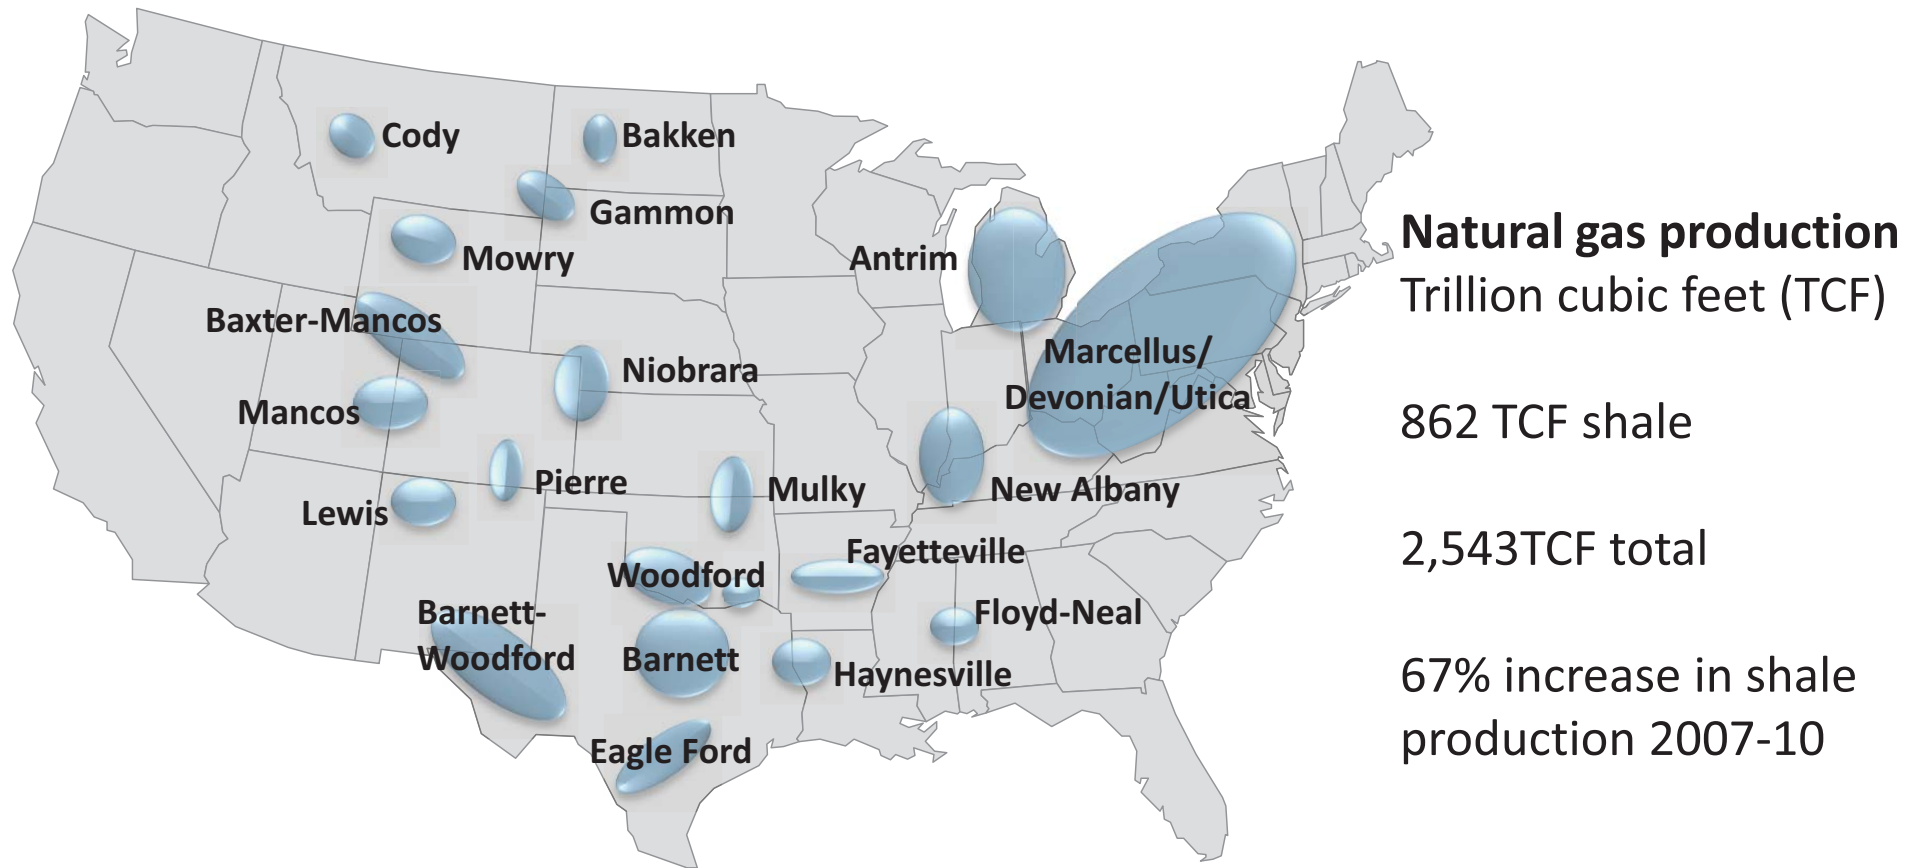 Cody
Bakken
Gammon
Mowry
Antrim
Baxter-Mancos
Niobrara
Marcellus/
Devonian/Utica
Mancos
Pierre
Mulky
New Albany
Lewis
Fayetteville
Woodford
Barnett-
Woodford
Floyd-Neal
Barnett
Haynesville
Eagle Ford
Natural gas production
Trillion cubic feet (TCF)
862 TCF shale
2,543TCF total
67% increase in shale
production 2007-10